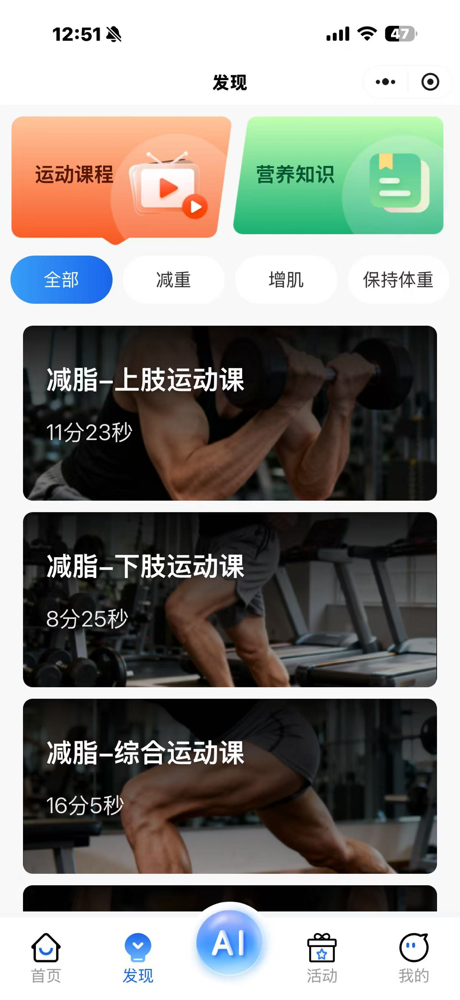 12:51
47
发现
运动课程
营养知识
全部
减重
增肌
保持体重
减脂–上肢运动课
11分23秒
减脂–下肢运动课
8分25秒
减脂–综合运动课
16分5秒
AI
首页
发现
活动
我的